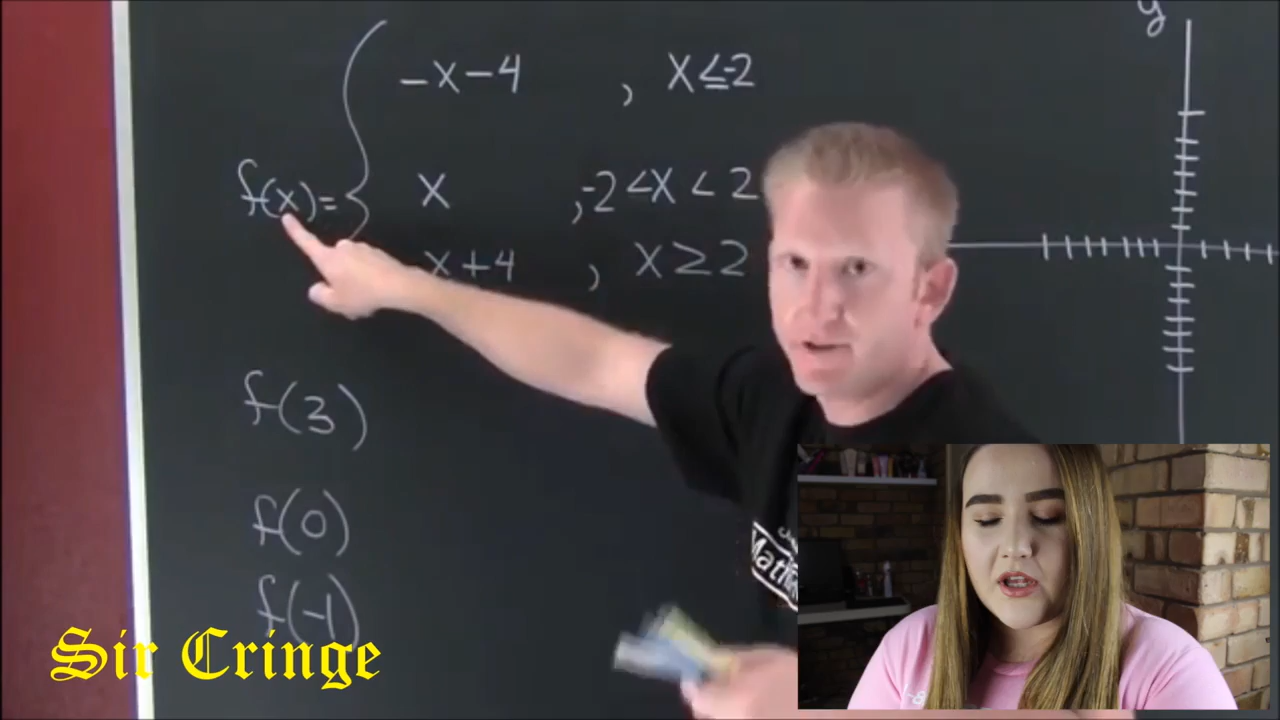 y
-x-4 , x≤-2
f(x)= { x ,-2<x<2
x+4 , x≥2
f(3)
f(0)
f(-1)
Sir Cringe